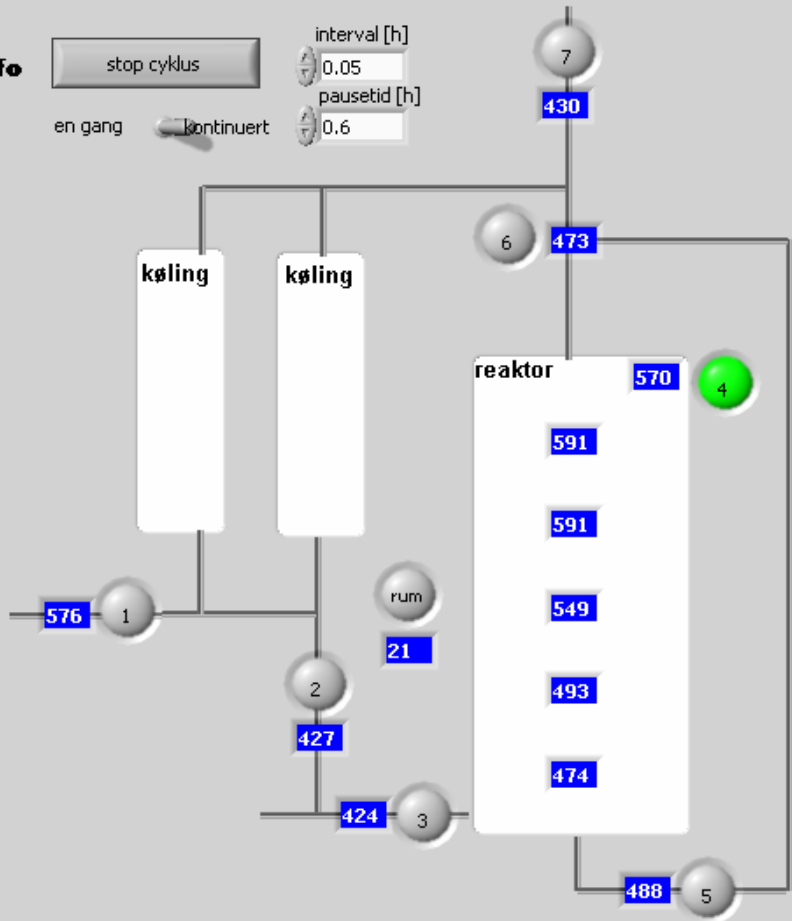 interval [h]
fo
stop cyklus
0.05
pausetid [h]
en gang
kontinuert
0.6
7
430
6
473
køling
køling
reaktor
570
4
591
591
549
493
474
576
1
rum
21
2
427
424
3
488
5